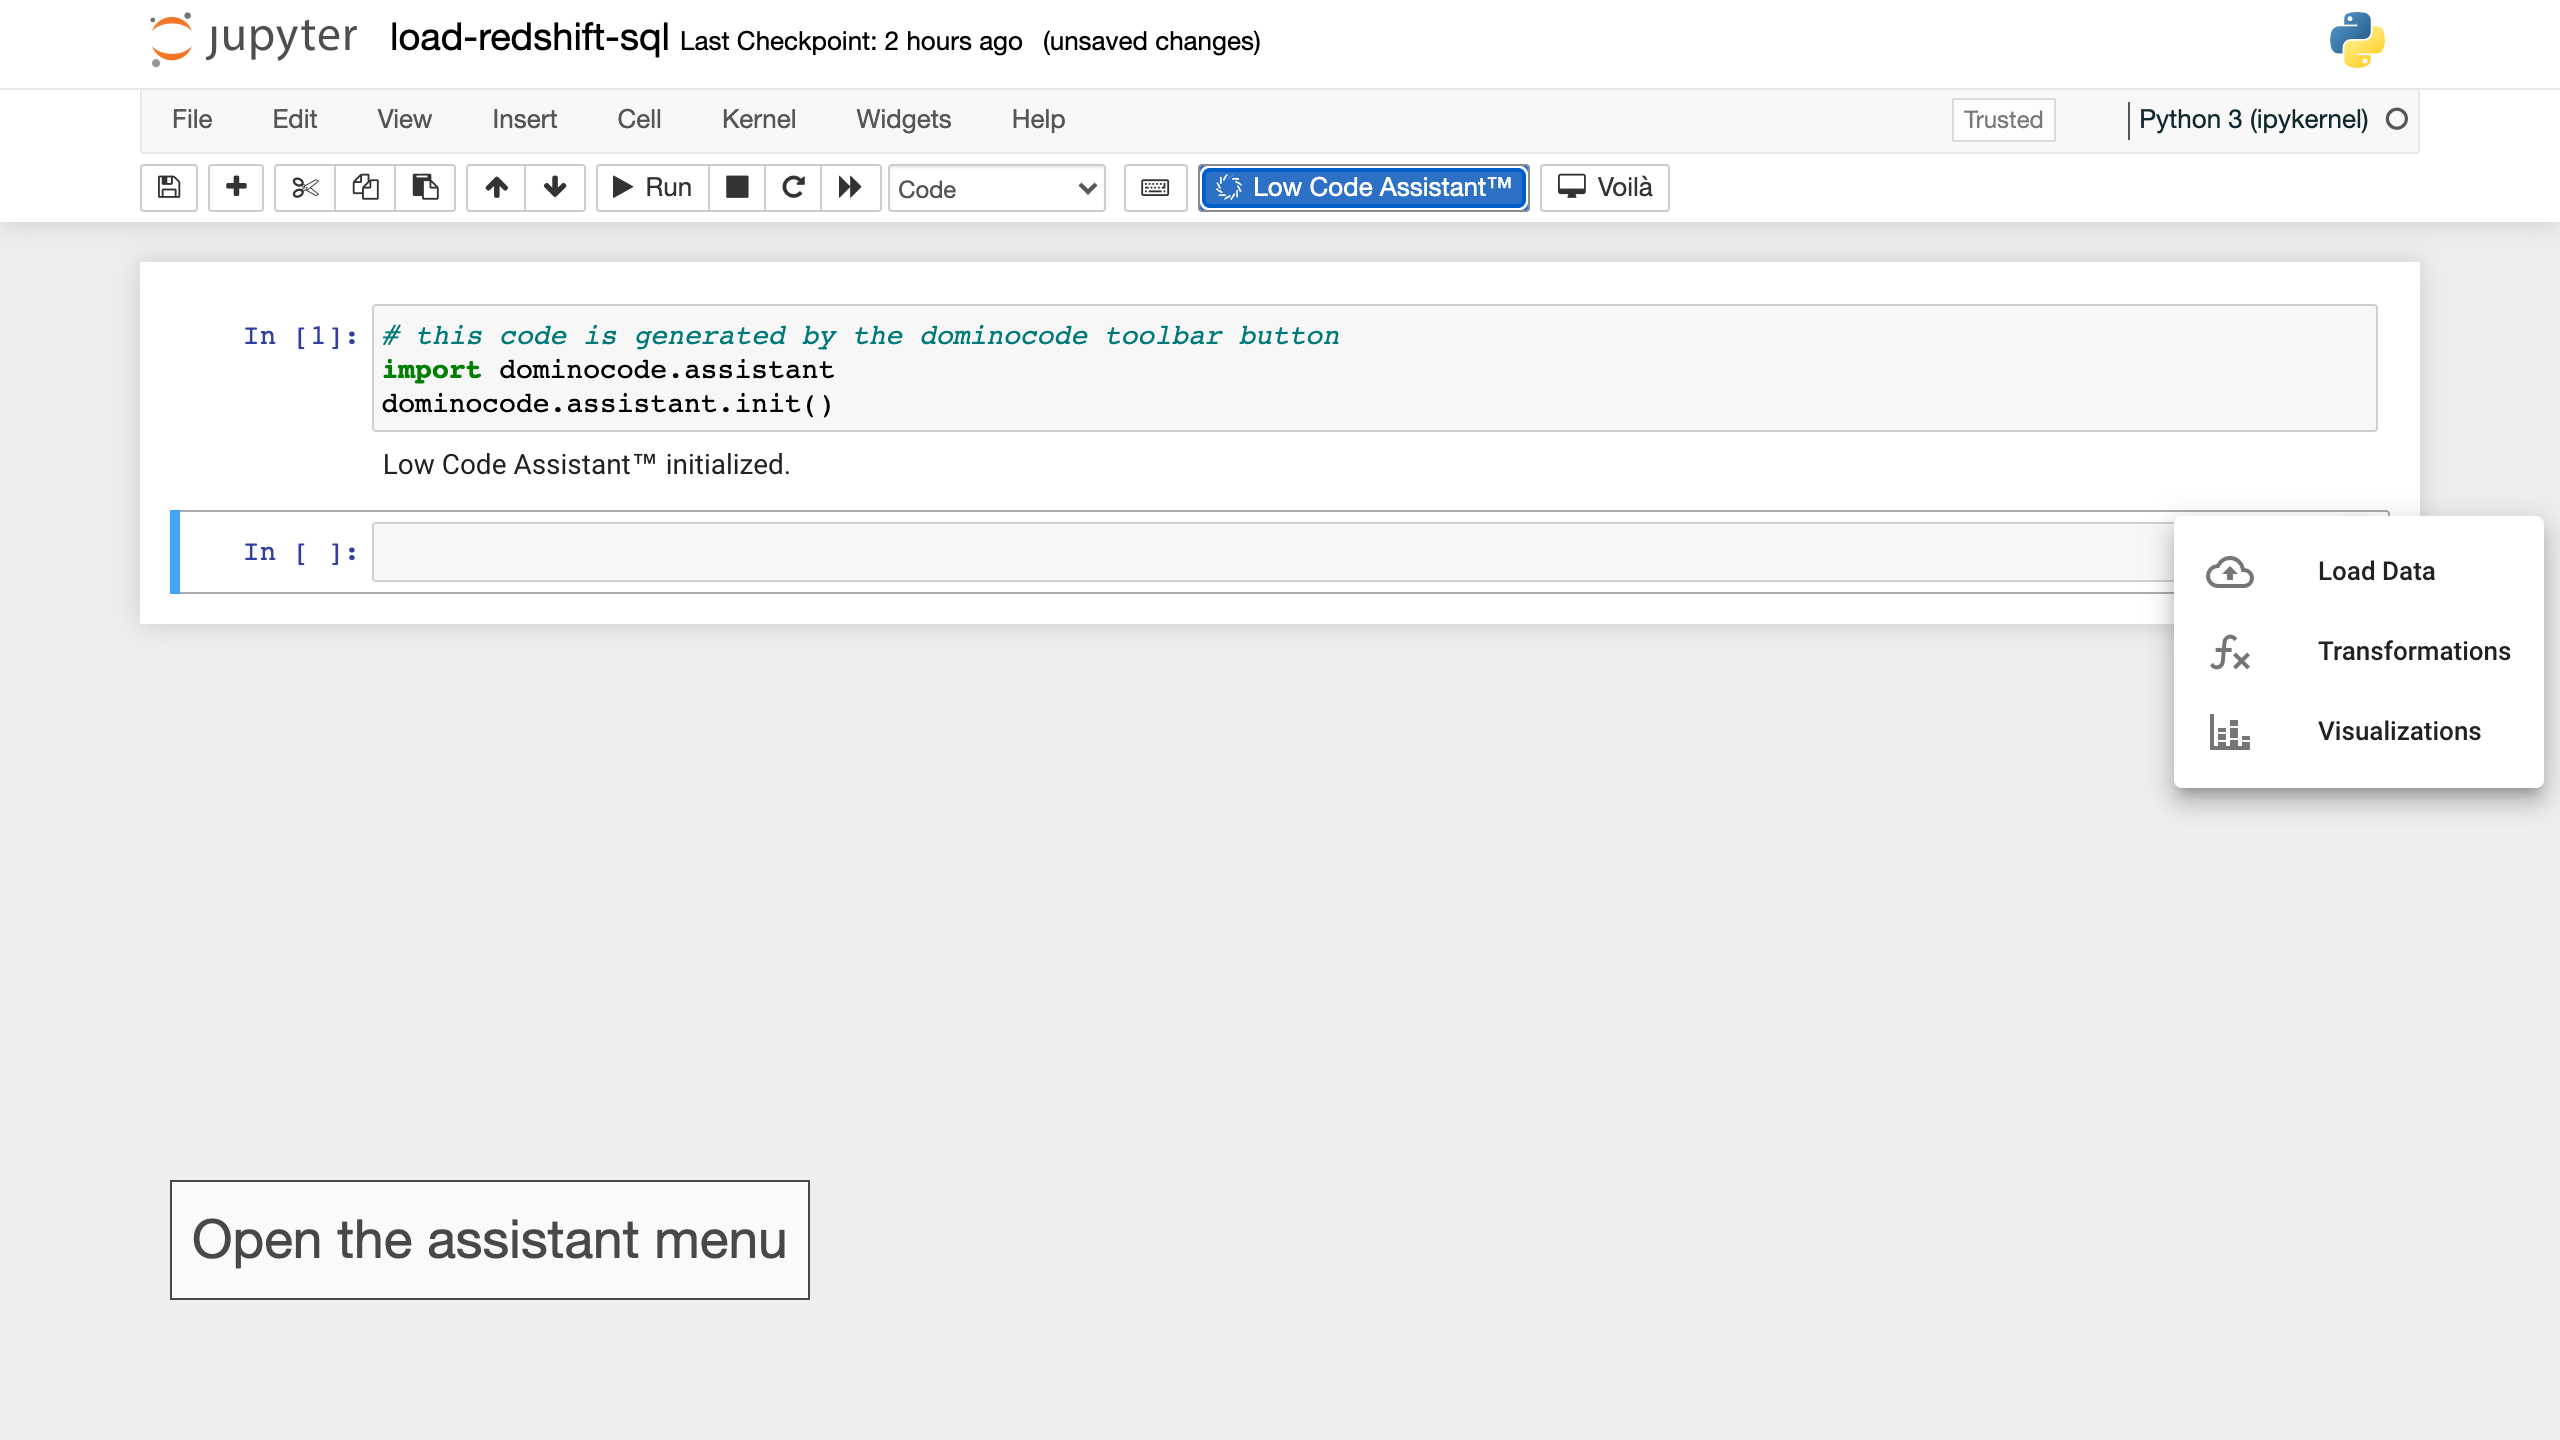 jupyter load-redshift-sql Last Checkpoint: 2 hours ago (unsaved changes)
File Edit View Insert Cell Kernel Widgets Help Trusted Python 3 (ipykernel)
Run Code Low Code Assistant™ Voilà
In [1]: # this code is generated by the dominocode toolbar button
import dominocode.assistant
dominocode.assistant.init()
Low Code Assistant™ initialized.
In [ ]:
Load Data
Transformations
Visualizations
Open the assistant menu